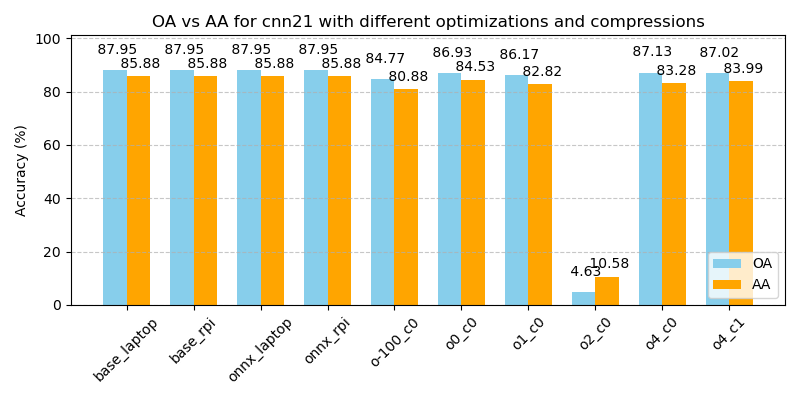 OA vs AA for cnn21 with different optimizations and compressions
Accuracy (%)
100
80
60
40
20
0
87.95
85.88
87.95
85.88
87.95
85.88
87.95
85.88
84.77
80.88
86.93
84.53
86.17
82.82
4.63
10.58
87.13
83.28
87.02
83.99
OA
AA
base_laptop
base_rpi
onnx_laptop
onnx_rpi
o-100_c0
o0_c0
o1_c0
o2_c0
o4_c0
o4_c1